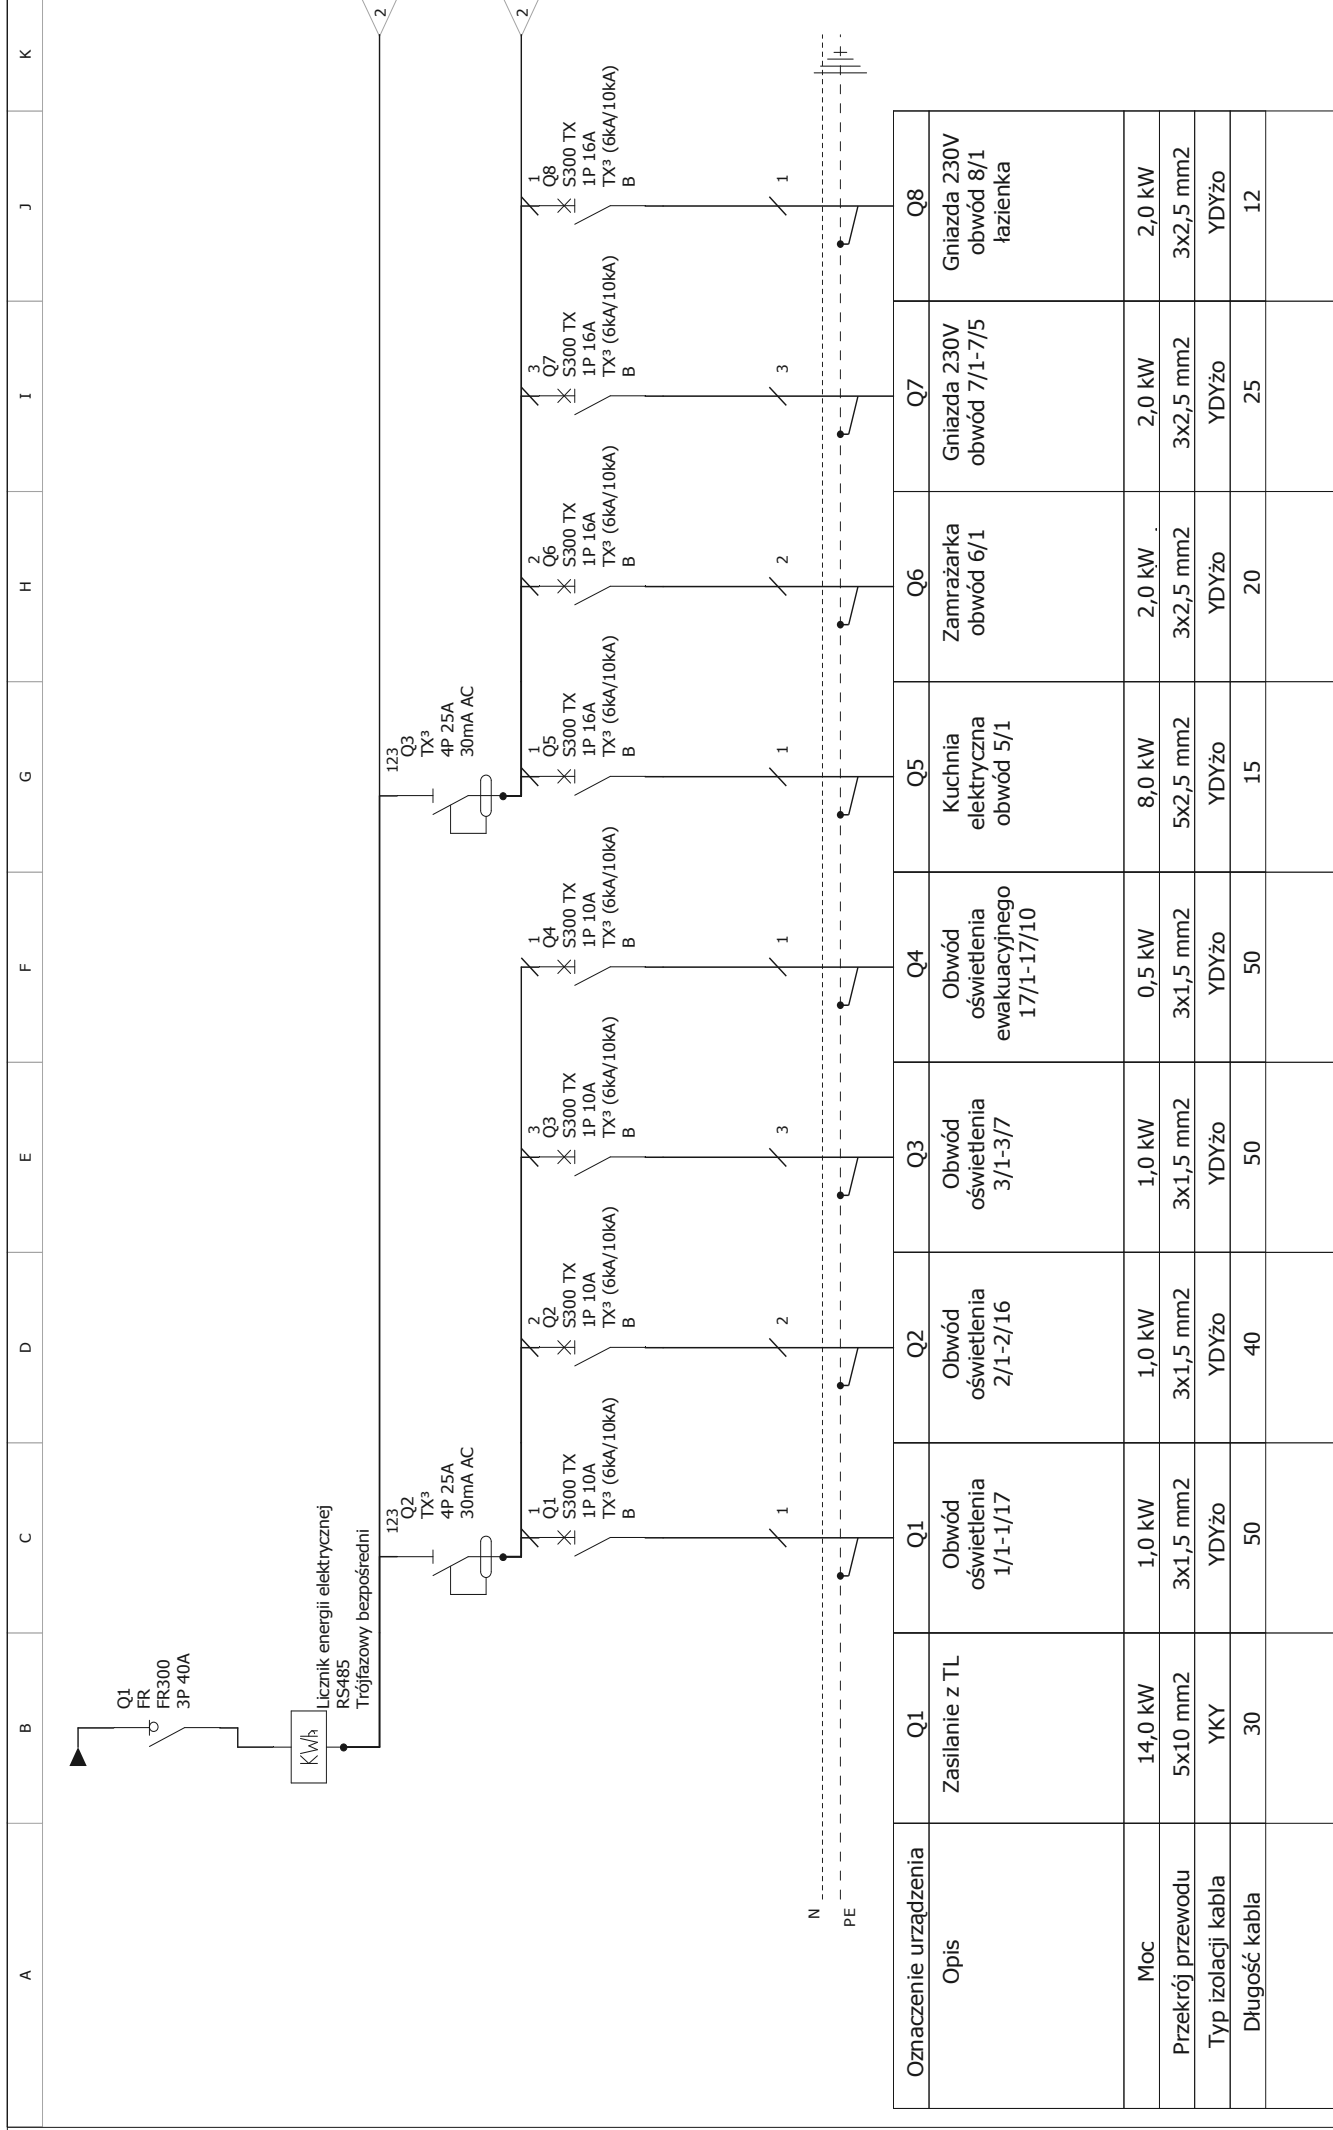 A
B
C
D
E
F
G
H
I
J
K
Q1
FR
FR300
3P 40A
KWh
Licznik energii elektrycznej
RS485
Trójfazowy bezpośredni
2
2
123
Q2
TX³
4P 25A
30mA AC
123
Q3
TX³
4P 25A
30mA AC
1
Q1
S300 TX
1P 10A
TX³ (6kA/10kA)
B
2
Q2
S300 TX
1P 10A
TX³ (6kA/10kA)
B
3
Q3
S300 TX
1P 10A
TX³ (6kA/10kA)
B
1
Q4
S300 TX
1P 10A
TX³ (6kA/10kA)
B
1
Q5
S300 TX
1P 16A
TX³ (6kA/10kA)
B
2
Q6
S300 TX
1P 16A
TX³ (6kA/10kA)
B
3
Q7
S300 TX
1P 16A
TX³ (6kA/10kA)
B
1
Q8
S300 TX
1P 16A
TX³ (6kA/10kA)
B
1
2
3
1
1
2
3
1
N
PE
Oznaczenie urządzenia
Q1
Q1
Q2
Q3
Q4
Q5
Q6
Q7
Q8
Opis
Zasilanie z TL
Obwód
oświetlenia
1/1-1/17
Obwód
oświetlenia
2/1-2/16
Obwód
oświetlenia
3/1-3/7
Obwód
oświetlenia
ewakuacyjnego
17/1-17/10
Kuchnia
elektryczna
obwód 5/1
Zamrażarka
obwód 6/1
Gniazda 230V
obwód 7/1-7/5
Gniazda 230V
obwód 8/1
łazienka
Moc
14,0 kW
1,0 kW
1,0 kW
1,0 kW
0,5 kW
8,0 kW
2,0 kW
2,0 kW
2,0 kW
Przekrój przewodu
5x10 mm2
3x1,5 mm2
3x1,5 mm2
3x1,5 mm2
3x1,5 mm2
5x2,5 mm2
3x2,5 mm2
3x2,5 mm2
3x2,5 mm2
Typ izolacji kabla
YKY
YDYżo
YDYżo
YDYżo
YDYżo
YDYżo
YDYżo
YDYżo
YDYżo
Długość kabla
30
50
40
50
50
15
20
25
12